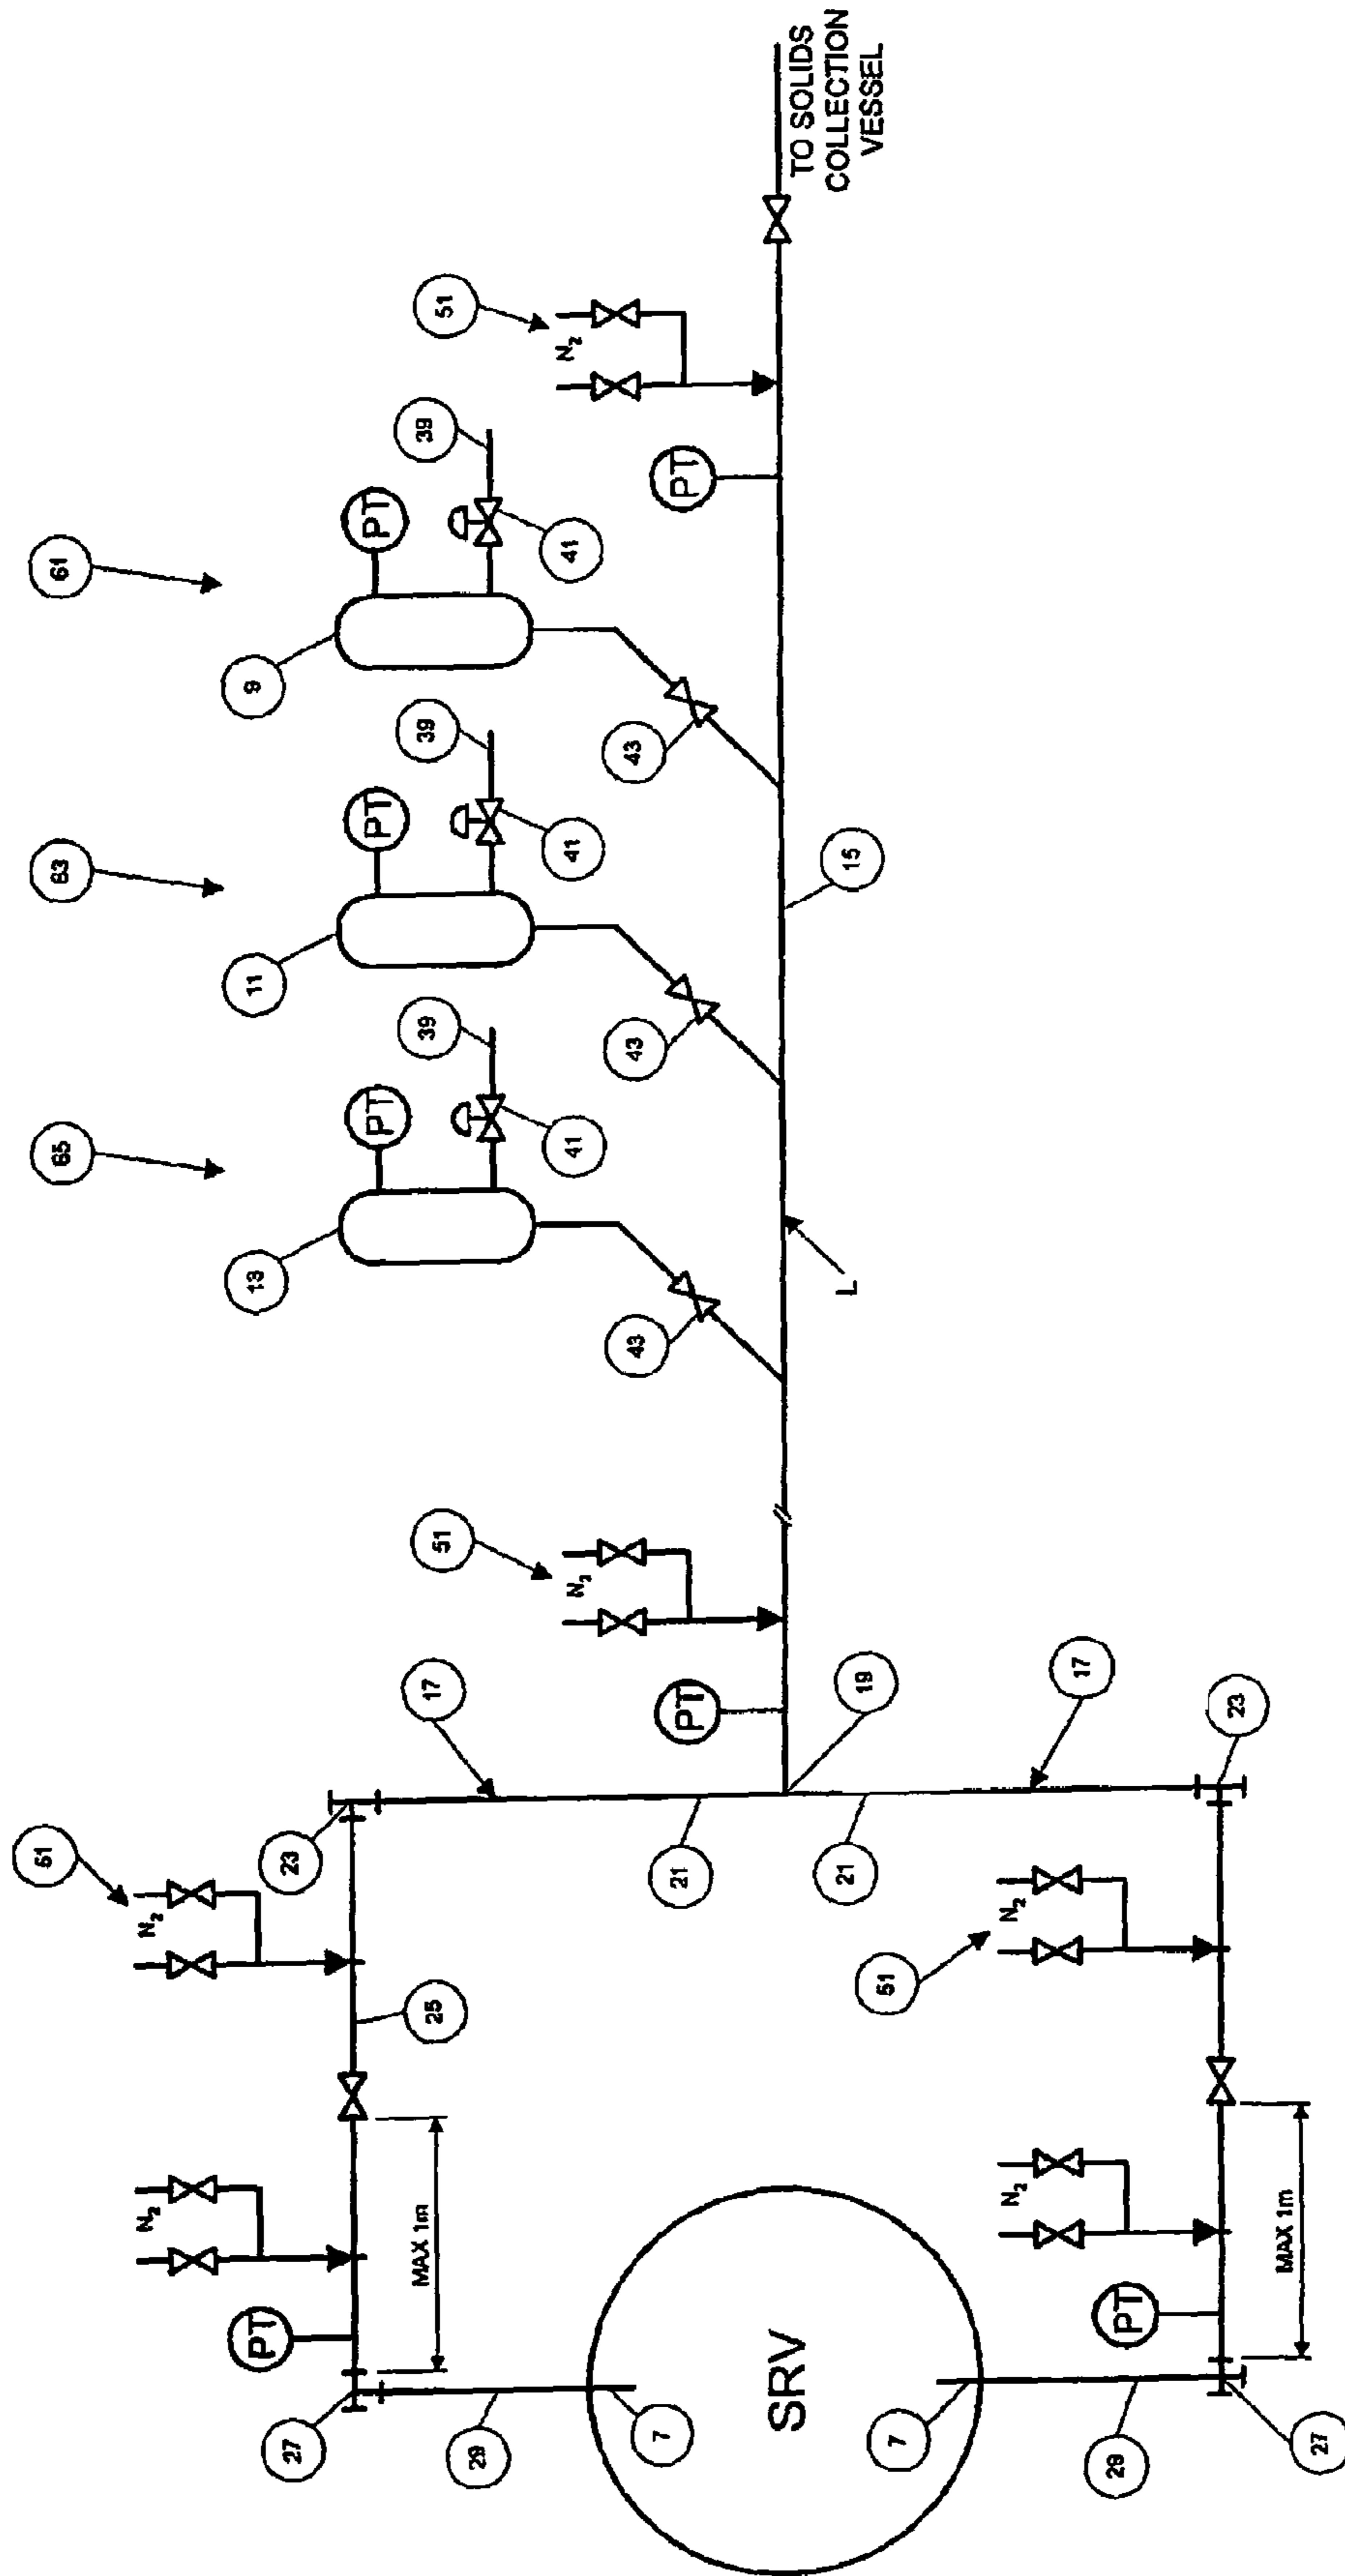 51
65
63
61
N₂
N₂
13
11
9
PT
27
23
PT
PT
PT
MAX 1m
25
17
51
39
39
39
51
29
N₂
41
41
41
N₂
43
43
43
7
21
PT
PT
SRV
21
19
L
15
TO SOLIDS
COLLECTION
VESSEL
7
51
N₂
N₂
17
29
PT
23
MAX 1m
27